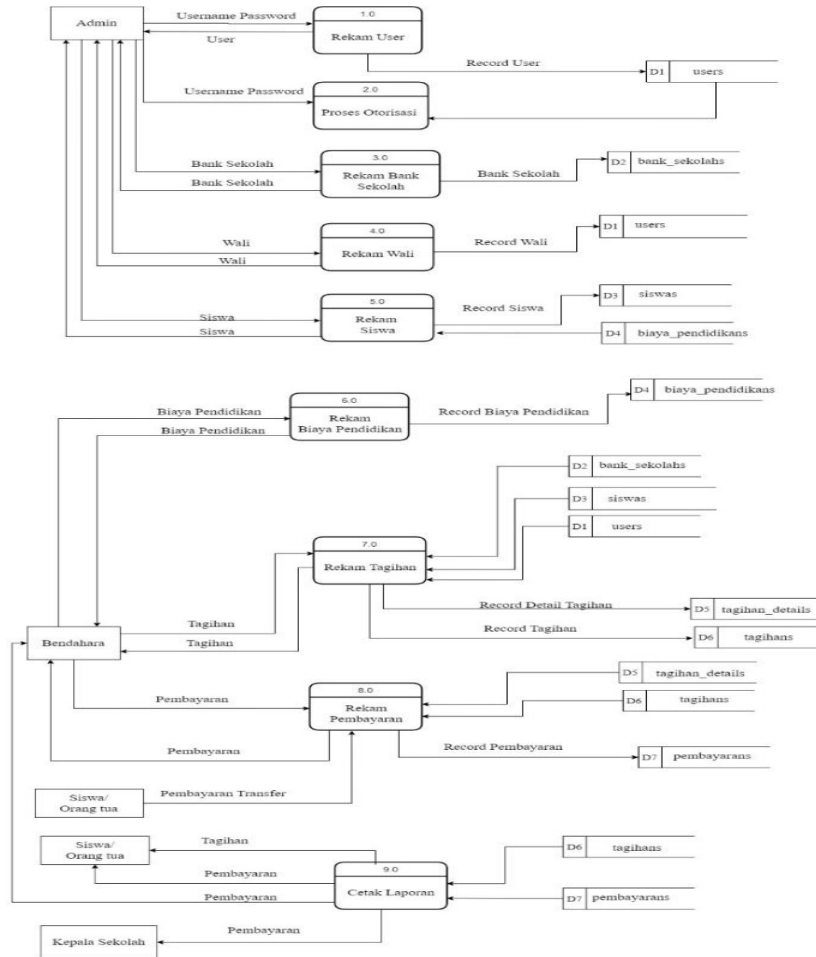 Admin
Username Password
User
1.0
Rekam User
Record User
D1 users
Username Password
2.0
Proses Otorisasi
Bank Sekolah
Bank Sekolah
3.0
Rekam Bank
Sekolah
Bank Sekolah
D2 bank_sekolahs
Wali
Wali
4.0
Rekam Wali
Record Wali
D1 users
Siswa
Siswa
5.0
Rekam
Siswa
Record Siswa
D3 siswas
D4 biaya_pendidikans
Biaya Pendidikan
Biaya Pendidikan
6.0
Rekam
Biaya Pendidikan
Record Biaya Pendidikan
D4 biaya_pendidikans
D2 bank_sekolahs
D3 siswas
D1 users
7.0
Rekam Tagihan
Bendahara
Tagihan
Tagihan
Record Detail Tagihan
D5 tagihan_details
Record Tagihan
D6 tagihans
Pembayaran
Pembayaran
8.0
Rekam
Pembayaran
D5 tagihan_details
D6 tagihans
Record Pembayaran
D7 pembayarans
Siswa/
Orang tua
Pembayaran Transfer
Siswa/
Orang tua
Tagihan
Pembayaran
Pembayaran
9.0
Cetak Laporan
D6 tagihans
D7 pembayarans
Kepala Sekolah
Pembayaran